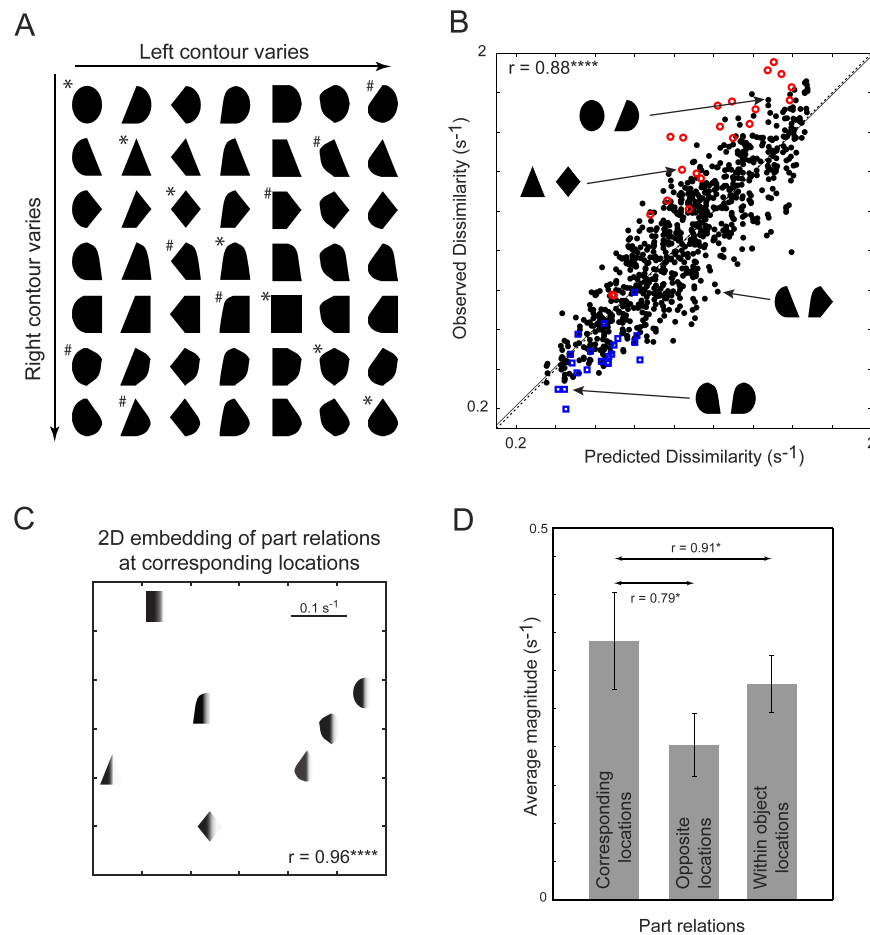 A
Left contour varies
Right contour varies
*
#
*
#
*
#
#
*
#
*
#
*
#
*
B
2
r = 0.88****
Observed Dissimilarity (s-1)
0.2
0.2
2
Predicted Dissimilarity (s-1)
C
2D embedding of part relations
at corresponding locations
0.1 s-1
r = 0.96****
D
0.5
r = 0.91*
r = 0.79*
Average magnitude (s-1)
Corresponding
locations
Opposite
locations
Within object
locations
0
Part relations